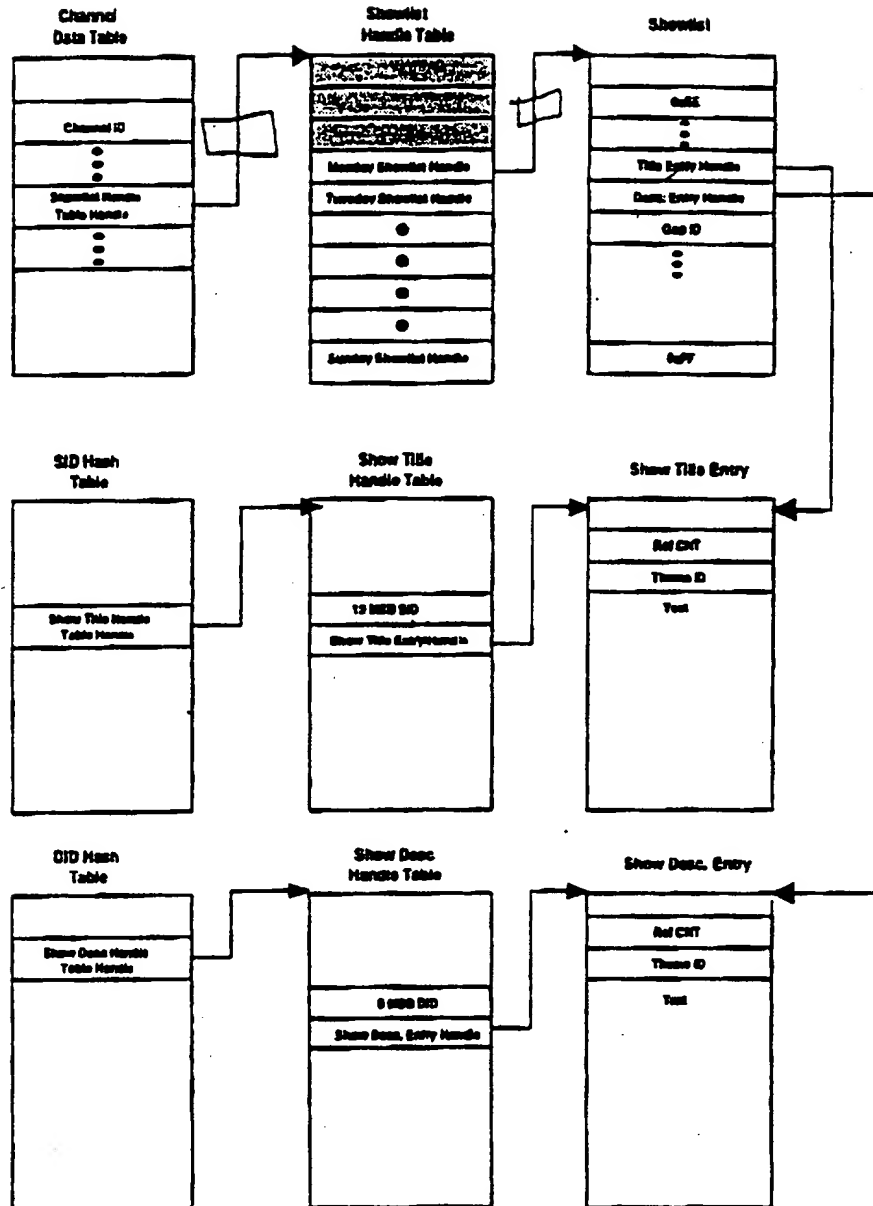 Channel
Data Table
Channel ID
Showlist Handle
Table Handle
Showlist
Handle Table
Monday Showlist Handle
Tuesday Showlist Handle
Sunday Showlist Handle
Showlist
Title Entry Handle
Desc. Entry Handle
Gap ID
0xFF
SID Hash
Table
Show Title Handle
Table Handle
Show Title
Handle Table
MSB SID
Show Title Entry Handle
Show Title Entry
Ref CNT
Theme ID
Text
DID Hash
Table
Show Desc Handle
Table Handle
Show Desc
Handle Table
8 MSB DID
Show Desc. Entry Handle
Show Desc. Entry
Ref CNT
Theme ID
Text